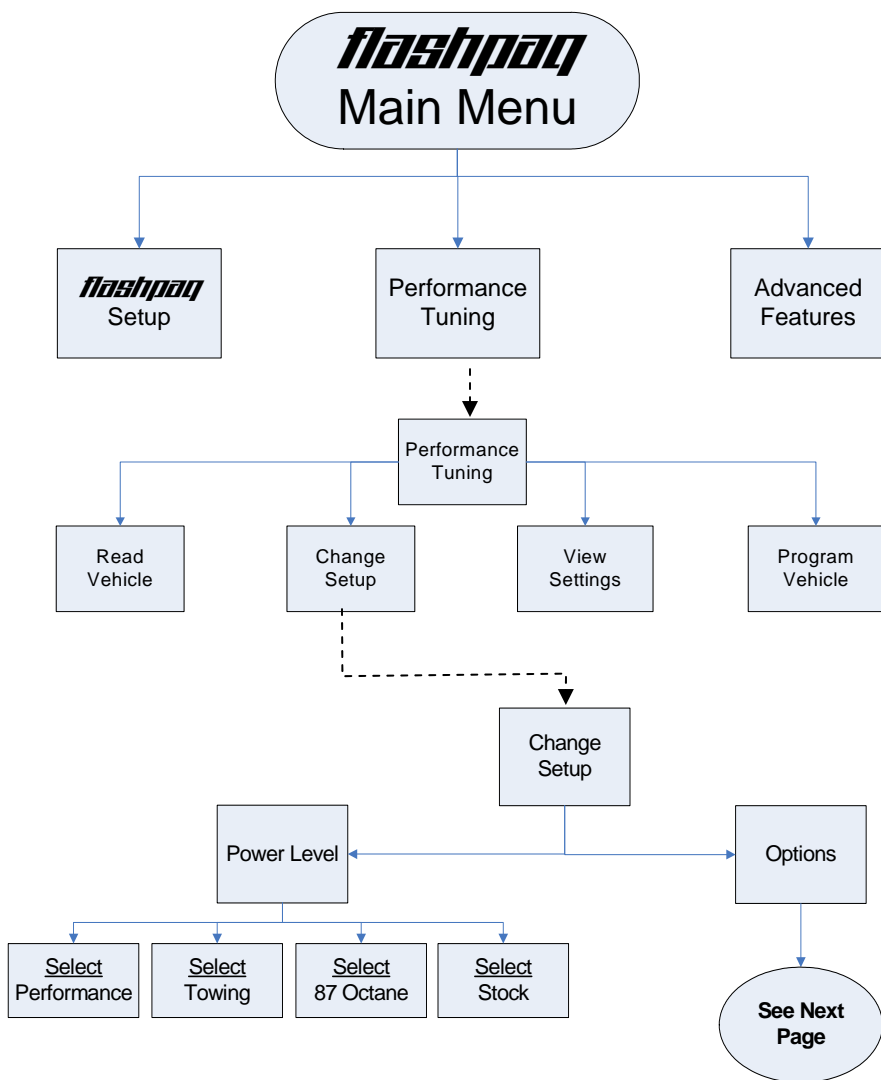 flashpaq
Main Menu
flashpaq
Setup
Performance
Tuning
Advanced
Features
Performance
Tuning
Read
Vehicle
Change
Setup
View
Settings
Program
Vehicle
Change
Setup
Power Level
Options
Select
Performance
Select
Towing
Select
87 Octane
Select
Stock
See Next
Page